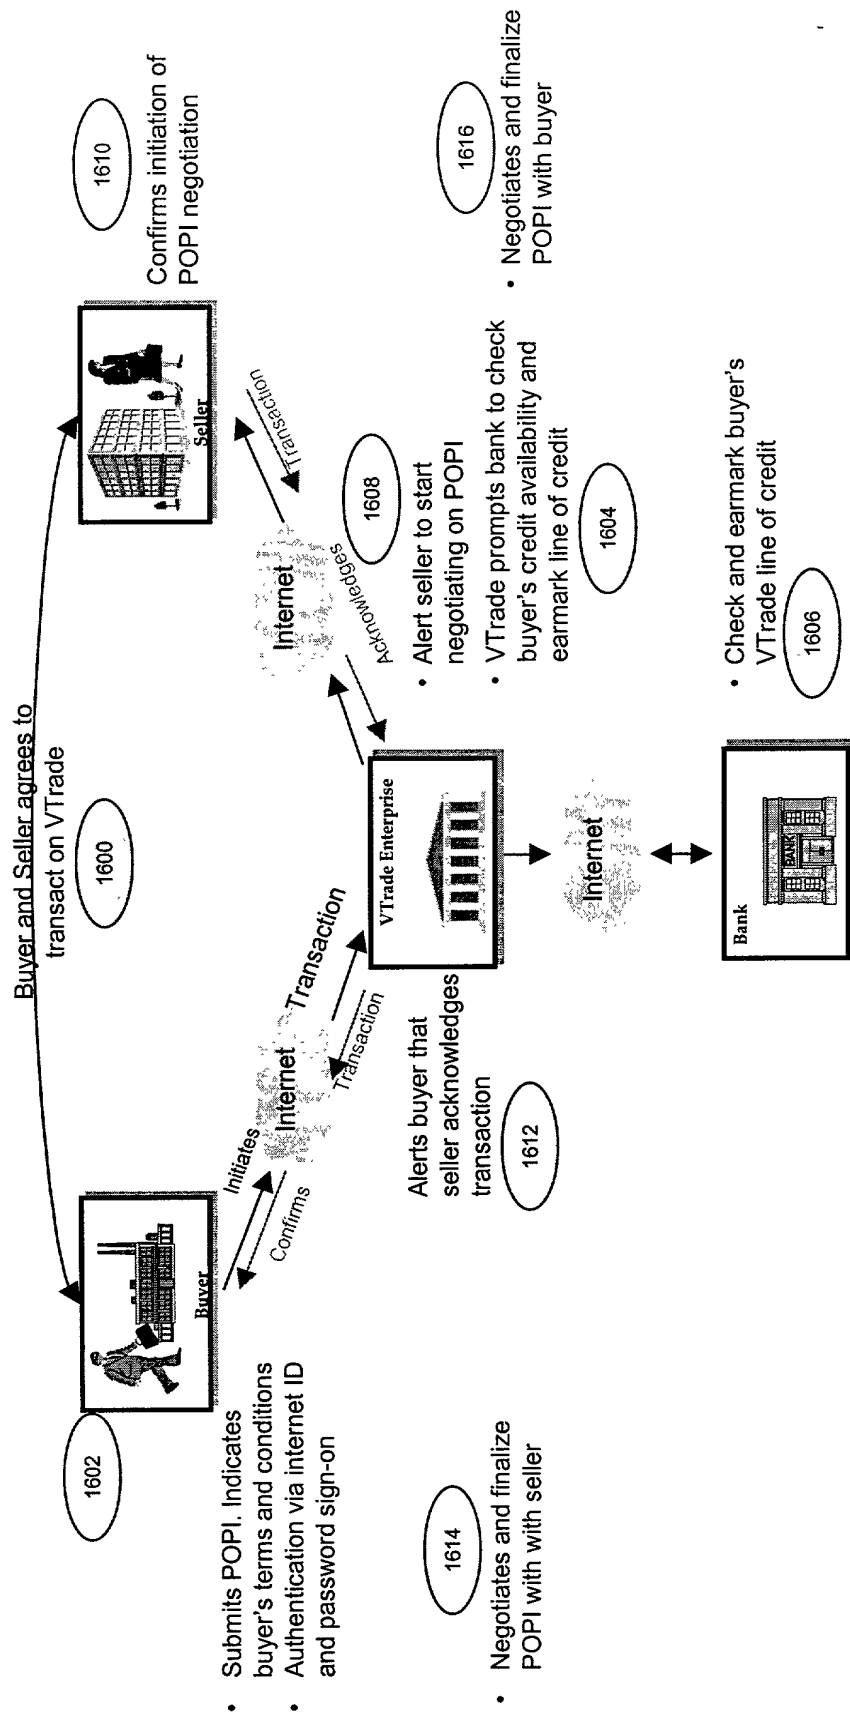 Buyer and Seller agrees to
transact on VTrade
1600
1602
Buyer
• Submits POPI. Indicates
buyer's terms and conditions
• Authentication via internet ID
and password sign-on
1614
• Negotiates and finalize
POPI with with seller
Initiates
Transaction
Internet
Confirms
Transaction
Alerts buyer that
seller acknowledges
transaction
1612
VTrade Enterprise
Internet
Bank
BANK
• Check and earmark buyer's
VTrade line of credit
1606
Internet
Acknowledges
Transaction
1608
• Alert seller to start
negotiating on POPI
• VTrade prompts bank to check
buyer's credit availability and
earmark line of credit
1604
Seller
1610
Confirms initiation of
POPI negotiation
1616
• Negotiates and finalize
POPI with buyer